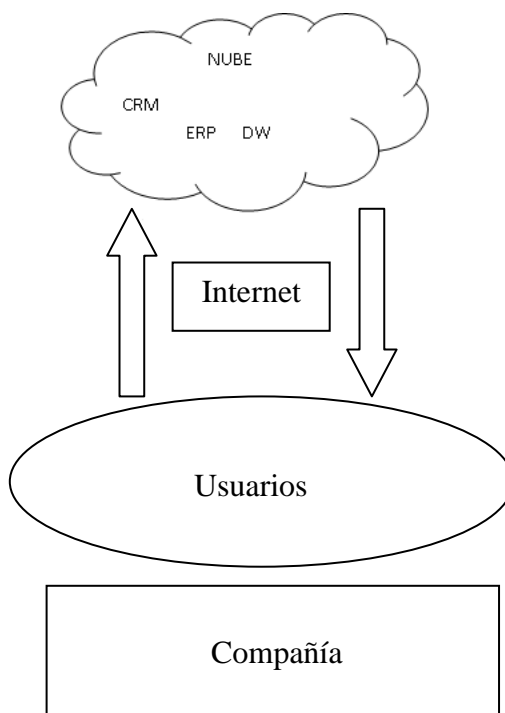 NUBE
CRM
ERP DW
Internet
Usuarios
Compañía